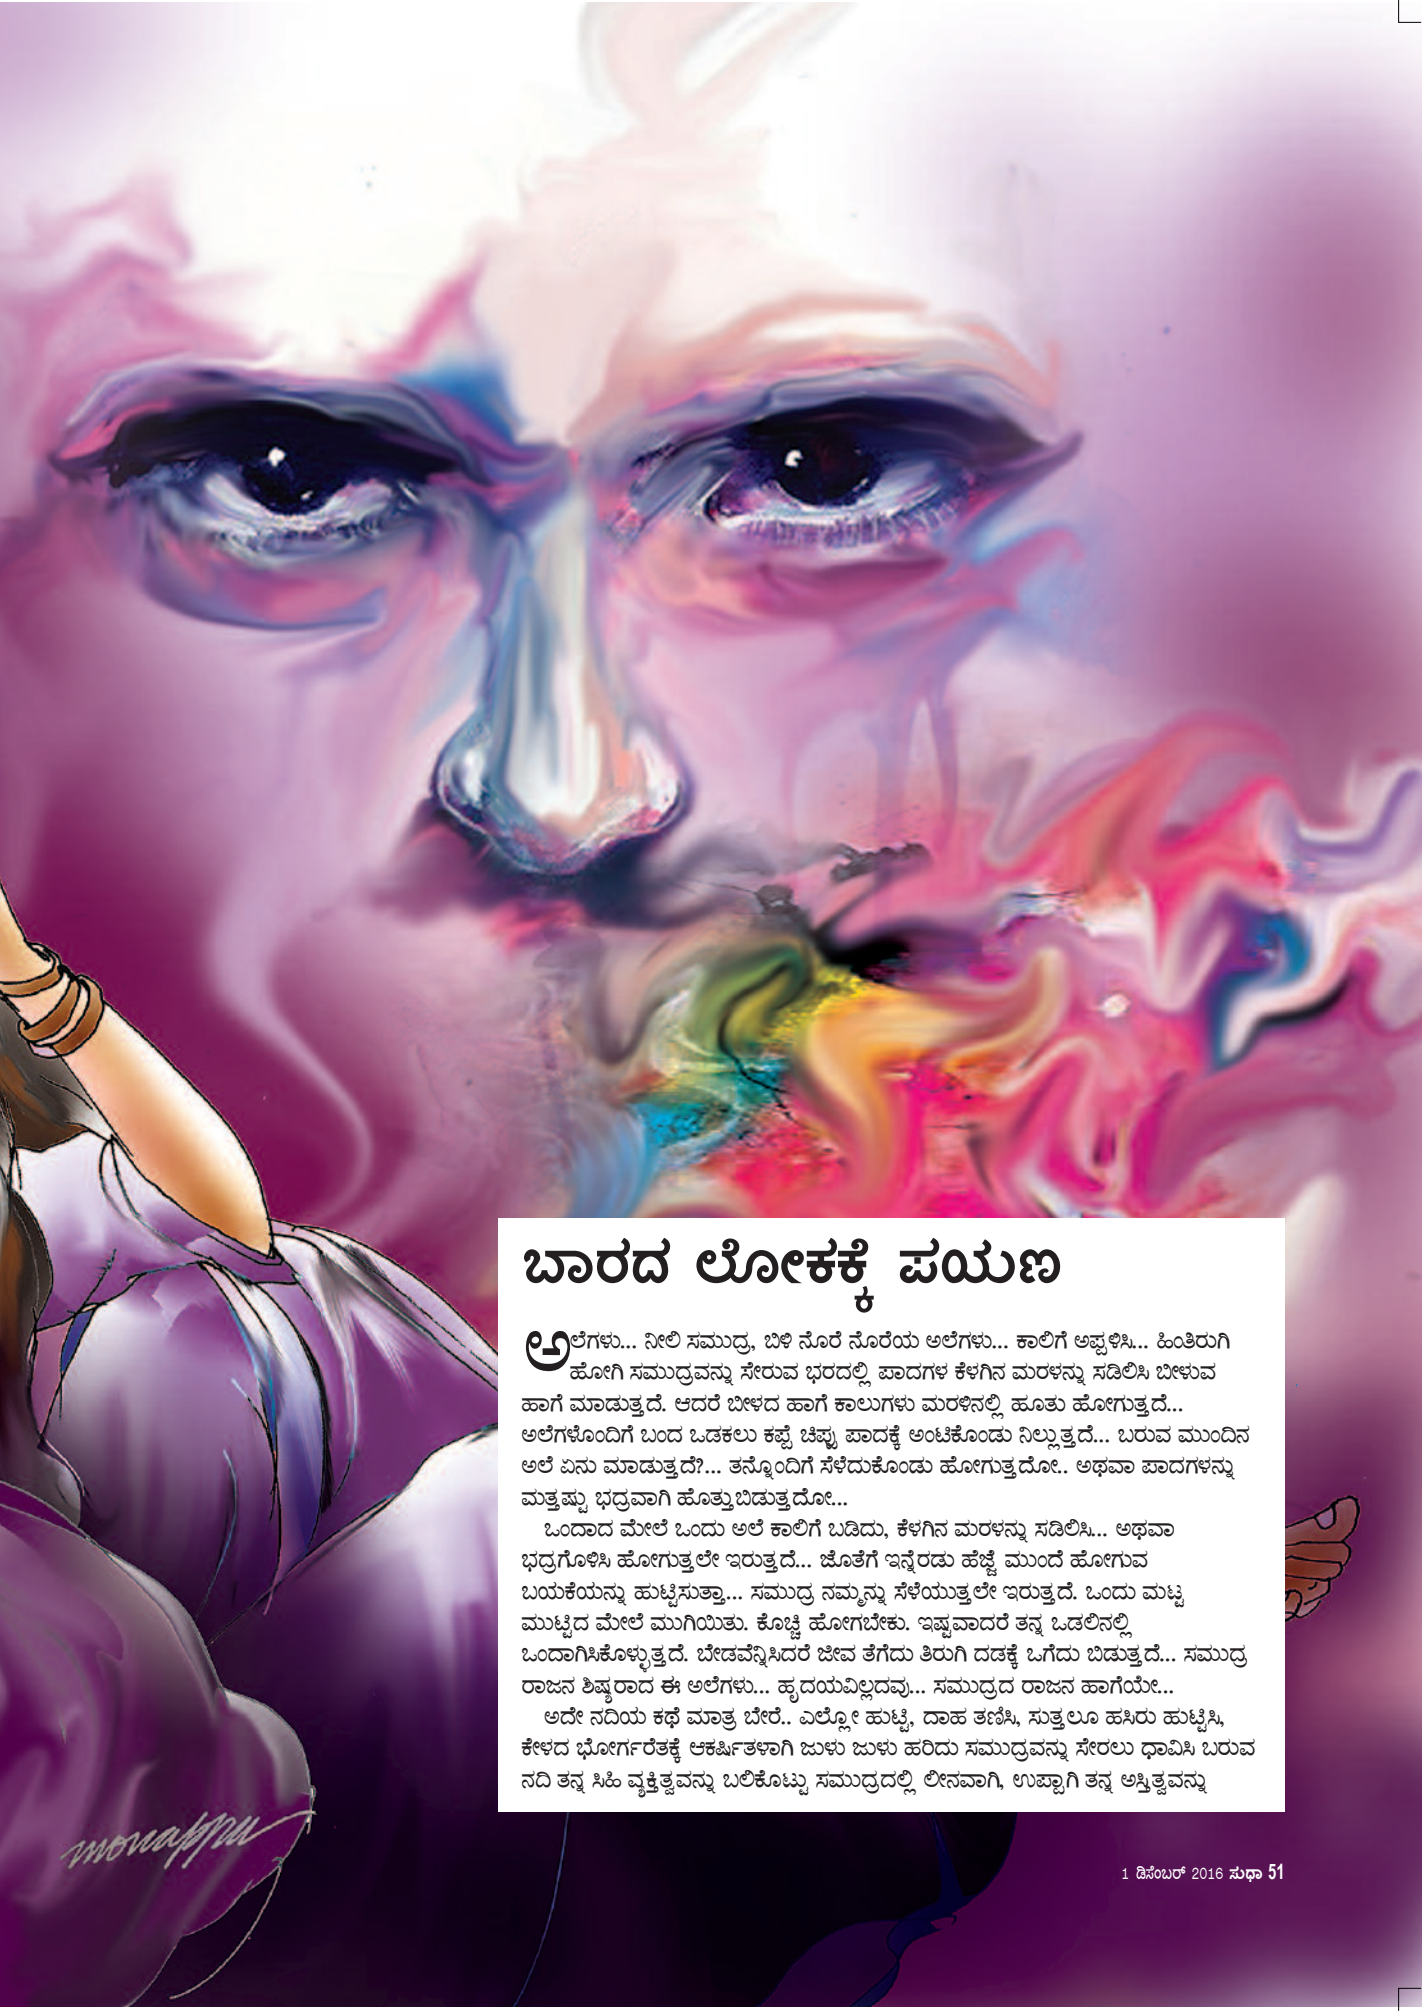 ಬಾರದ ಲೋಕಕ್ಕೆ ಪಯಣ
ಅಲೆಗಳು... ನೀಲಿ ಸಮುದ್ರ, ಬಿಳಿ ನೊರೆ ನೊರೆಯ ಅಲೆಗಳು... ಕಾಲಿಗೆ ಅಪ್ಪಳಿಸಿ... ಹಿಂತಿರುಗಿ
ಹೋಗಿ ಸಮುದ್ರವನ್ನು ಸೇರುವ ಭರದಲ್ಲಿ ಪಾದಗಳ ಕೆಳಗಿನ ಮರಳನ್ನು ಸಡಿಲಿಸಿ ಬೀಳುವ
ಹಾಗೆ ಮಾಡುತ್ತದೆ. ಆದರೆ ಬೀಳದ ಹಾಗೆ ಕಾಲುಗಳು ಮರಳಿನಲ್ಲಿ ಹೂತು ಹೋಗುತ್ತದೆ...
ಅಲೆಗಳೊಂದಿಗೆ ಬಂದ ಒಡಕಲು ಕಪ್ಪೆ ಚಿಪ್ಪು ಪಾದಕ್ಕೆ ಅಂಟಿಕೊಂಡು ನಿಲ್ಲುತ್ತದೆ... ಬರುವ ಮುಂದಿನ
ಅಲೆ ಏನು ಮಾಡುತ್ತದೆ?... ತನ್ನೊಂದಿಗೆ ಸೆಳೆದುಕೊಂಡು ಹೋಗುತ್ತದೋ.. ಅಥವಾ ಪಾದಗಳನ್ನು
ಮತ್ತಷ್ಟು ಭದ್ರವಾಗಿ ಹೊತ್ತುಬಿಡುತ್ತದೋ...
ಒಂದಾದ ಮೇಲೆ ಒಂದು ಅಲೆ ಕಾಲಿಗೆ ಬಡಿದು, ಕೆಳಗಿನ ಮರಳನ್ನು ಸಡಿಲಿಸಿ... ಅಥವಾ
ಭದ್ರಗೊಳಿಸಿ ಹೋಗುತ್ತಲೇ ಇರುತ್ತದೆ... ಜೊತೆಗೆ ಇನ್ನೆರಡು ಹೆಜ್ಜೆ ಮುಂದೆ ಹೋಗುವ
ಬಯಕೆಯನ್ನು ಹುಟ್ಟಿಸುತ್ತಾ... ಸಮುದ್ರ ನಮ್ಮನ್ನು ಸೆಳೆಯುತ್ತಲೇ ಇರುತ್ತದೆ. ಒಂದು ಮಟ್ಟ
ಮುಟ್ಟಿದ ಮೇಲೆ ಮುಗಿಯಿತು. ಕೊಚ್ಚಿ ಹೋಗಬೇಕು. ಇಷ್ಟವಾದರೆ ತನ್ನ ಒಡಲಿನಲ್ಲಿ
ಒಂದಾಗಿಸಿಕೊಳ್ಳುತ್ತದೆ. ಬೇಡವೆನ್ನಿಸಿದರೆ ಜೀವ ತೆಗೆದು ತಿರುಗಿ ದಡಕ್ಕೆ ಒಗೆದು ಬಿಡುತ್ತದೆ... ಸಮುದ್ರ
ರಾಜನ ಶಿಷ್ಯರಾದ ಈ ಅಲೆಗಳು... ಹೃದಯವಿಲ್ಲದವು... ಸಮುದ್ರದ ರಾಜನ ಹಾಗೆಯೇ...
ಅದೇ ನದಿಯ ಕಥೆ ಮಾತ್ರ ಬೇರೆ.. ಎಲ್ಲೋ ಹುಟ್ಟಿ, ದಾಹ ತಣಿಸಿ, ಸುತ್ತಲೂ ಹಸಿರು ಹುಟ್ಟಿಸಿ,
ಕೇಳದ ಭೋರ್ಗರೆತಕ್ಕೆ ಆಕರ್ಷಿತಳಾಗಿ ಜುಳು ಜುಳು ಹರಿದು ಸಮುದ್ರವನ್ನು ಸೇರಲು ಧಾವಿಸಿ ಬರುವ
ನದಿ ತನ್ನ ಸಿಹಿ ವ್ಯಕ್ತಿತ್ವವನ್ನು ಬಲಿಕೊಟ್ಟು ಸಮುದ್ರದಲ್ಲಿ ಲೀನವಾಗಿ, ಉಪ್ಪಾಗಿ ತನ್ನ ಅಸ್ತಿತ್ವವನ್ನು
monappa
1 ಡಿಸೆಂಬರ್ 2016 ಸುಧಾ 51